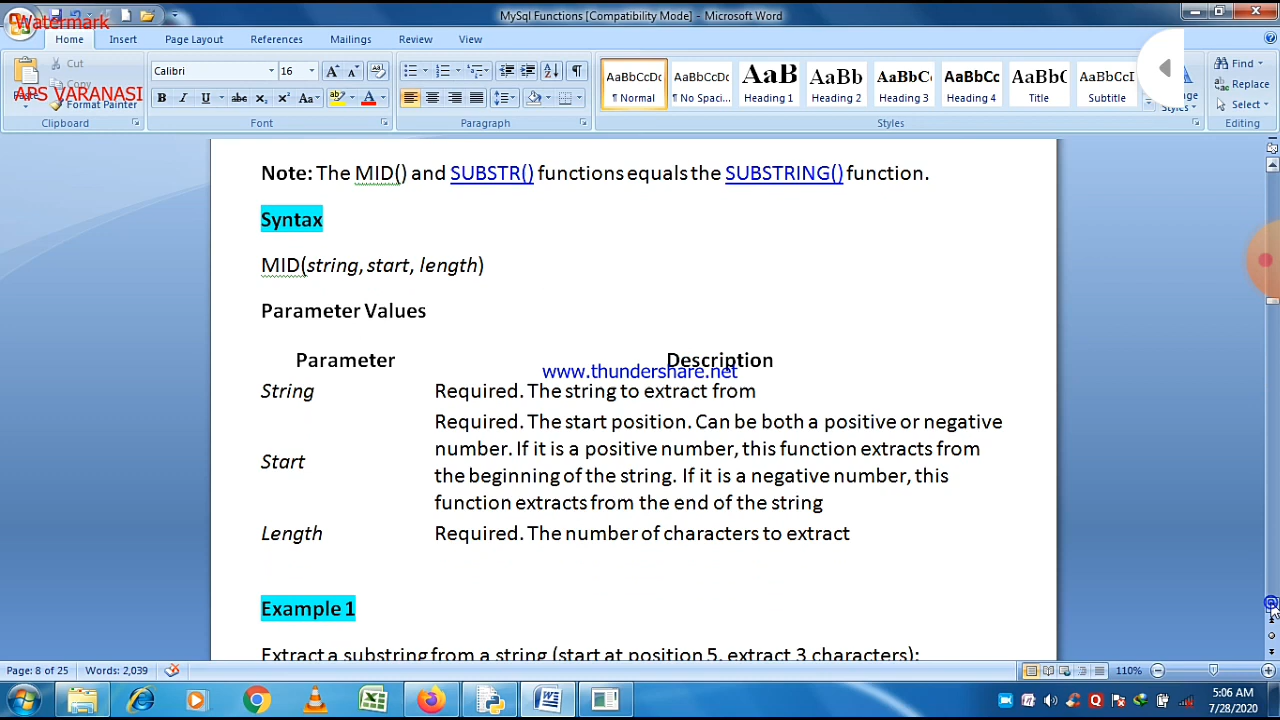 Watermark
MySql Functions [Compatibility Mode] - Microsoft Word
Home Insert Page Layout References Mailings Review View
Cut
Copy
Format Painter
APS VARANASI
Paste
Clipboard
Calibri 16
Font
Paragraph
AaBbCcDc AaBbCcDc AaB AaBb AaBbC AaBbCc AaBbC AaBbCcD
¶ Normal ¶ No Spaci... Heading 1 Heading 2 Heading 3 Heading 4 Title Subtitle
Styles
Find
Replace
Select
Editing
Note: The MID() and SUBSTR() functions equals the SUBSTRING() function.
Syntax
MID(string, start, length)
Parameter Values
Parameter Description
www.thundershare.net
String Required. The string to extract from
Start Required. The start position. Can be both a positive or negative
number. If it is a positive number, this function extracts from
the beginning of the string. If it is a negative number, this
function extracts from the end of the string
Length Required. The number of characters to extract
Example 1
Extract a substring from a string (start at position 5, extract 3 characters):
Page: 8 of 25 Words: 2,039 110%
5:06 AM
7/28/2020